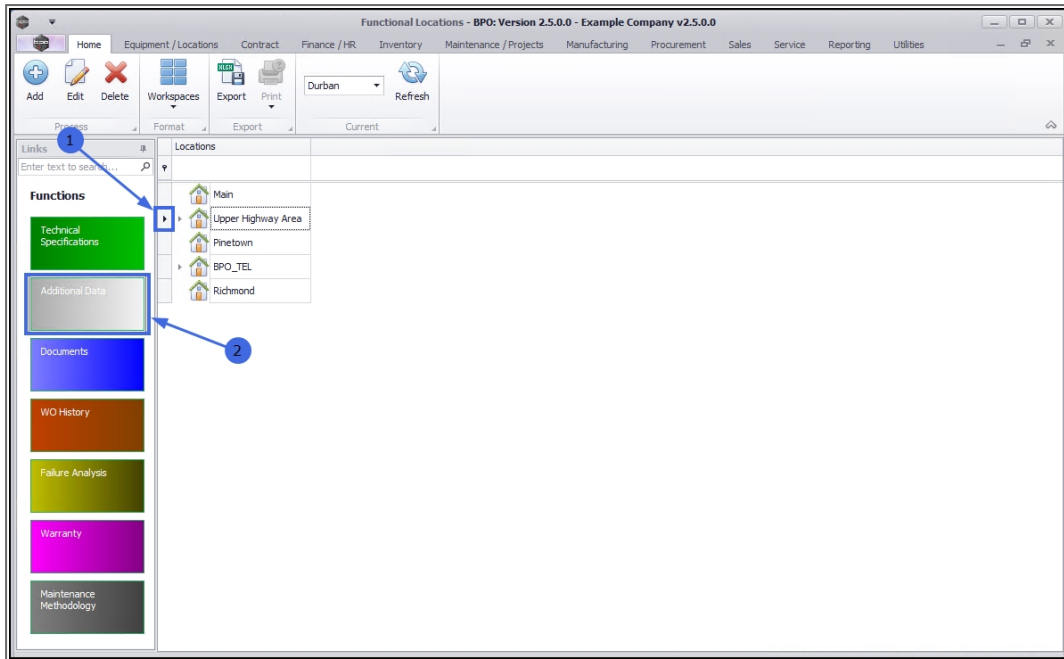 Functional Locations - BPO: Version 2.5.0.0 - Example Company v2.5.0.0
Home Equipment / Locations Contract Finance / HR Inventory Maintenance / Projects Manufacturing Procurement Sales Service Reporting Utilities
Add Edit Delete Workspaces Export Print Durban Refresh
Process Format Export Current
1
Links Locations
Enter text to search...
Functions
Main
Technical
Specifications
Upper Highway Area
Pinetown
BPO_TEL
Additional Data
Richmond
2
Documents
WO History
Failure Analysis
Warranty
Maintenance
Methodology